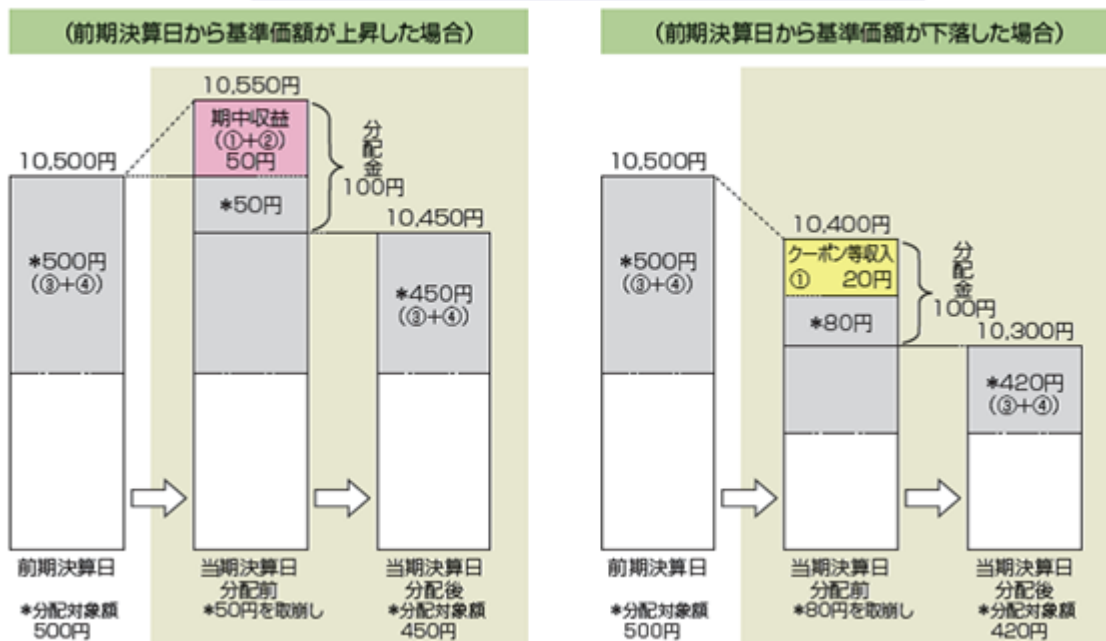 (前期決算日から基準価額が上昇した場合)
10,550円
期中収益
(①+②)
50円
*50円
分配金
100円
10,500円
*500円
(③+④)
10,450円
*450円
(③+④)
前期決算日
*分配対象額
500円
当期決算日
分配前
*50円を取崩し
当期決算日
分配後
*分配対象額
450円
(前期決算日から基準価額が下落した場合)
10,500円
*500円
(③+④)
10,400円
クーポン等収入
① 20円
*80円
分配金
100円
10,300円
*420円
(③+④)
前期決算日
*分配対象額
500円
当期決算日
分配前
*80円を取崩し
当期決算日
分配後
*分配対象額
420円